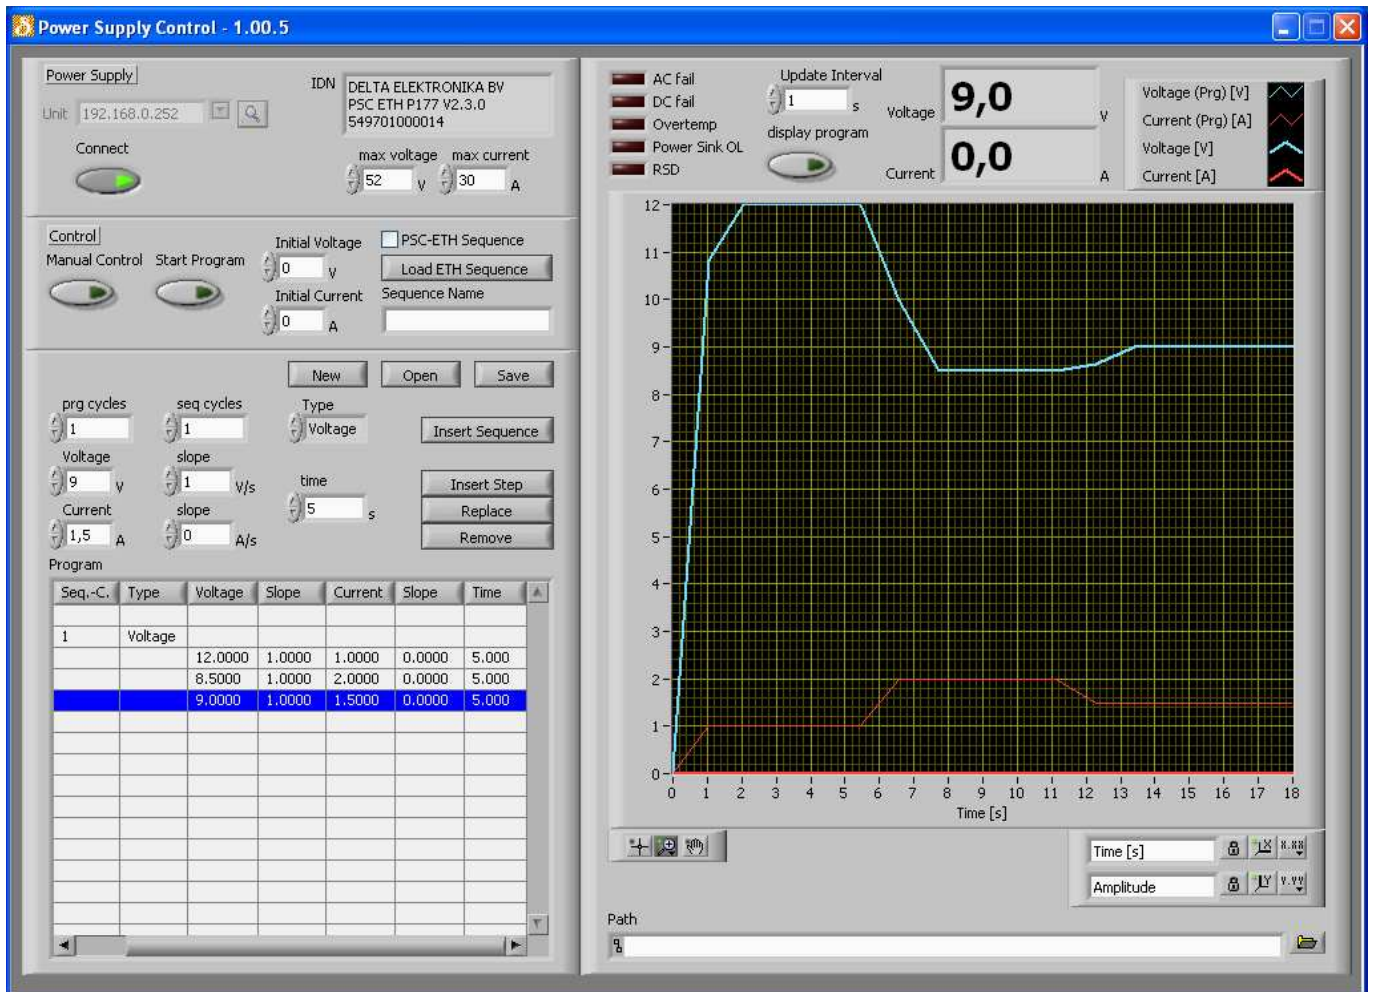 Power Supply Control - 1.00.5
Power Supply
IDN
DELTA ELEKTRONIKA BV
PSC ETH P177 V2.3.0
549701000014
Unit 192.168.0.252
Connect
max voltage max current
52 V 30 A
Control
Manual Control Start Program
Initial Voltage
0 V
Initial Current
0 A
PSC-ETH Sequence
Load ETH Sequence
Sequence Name
New Open Save
prg cycles seq cycles Type
1 1 Voltage Insert Sequence
Voltage slope
9 V 1 V/s
time
5 s
Current slope
1,5 A 0 A/s
Insert Step
Replace
Remove
Program
Seq.-C. Type Voltage Slope Current Slope Time
1 Voltage
12.0000 1.0000 1.0000 0.0000 5.000
8.5000 1.0000 2.0000 0.0000 5.000
9.0000 1.0000 1.5000 0.0000 5.000
AC fail
DC fail
Overtemp
Power Sink OL
RSD
Update Interval
1 s
display program
Voltage 9,0 V
Current 0,0 A
Voltage (Prg) [V]
Current (Prg) [A]
Voltage [V]
Current [A]
12
11
10
9
8
7
6
5
4
3
2
1
0
0 1 2 3 4 5 6 7 8 9 10 11 12 13 14 15 16 17 18
Time [s]
Time [s] X X.XX
Amplitude Y Y.YY
Path